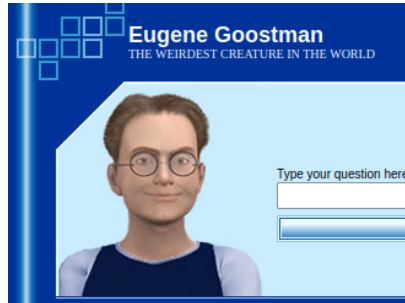 Eugene Goostman
THE WEIRDEST CREATURE IN THE WORLD
Type your question here